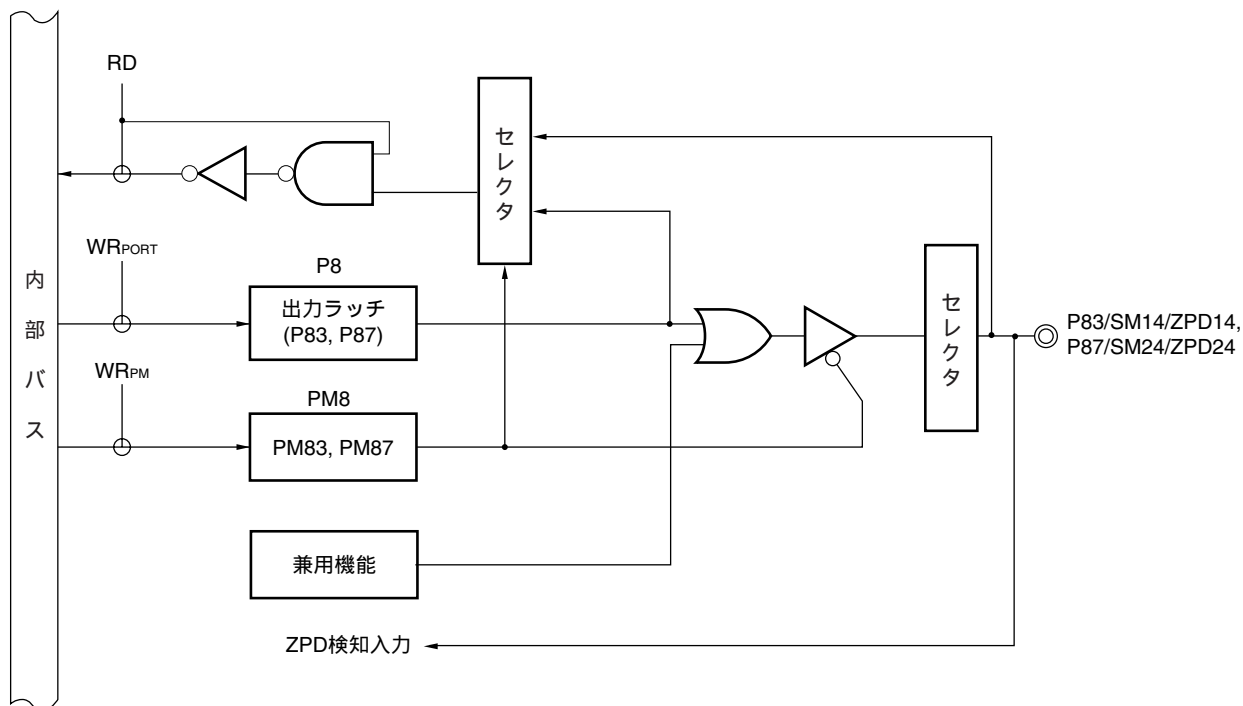 RD
セレクタ
WRPORT
P8
内部バス
出力ラッチ
(P83, P87)
セレクタ
P83/SM14/ZPD14,
P87/SM24/ZPD24
WRPM
PM8
PM83, PM87
兼用機能
ZPD検知入力